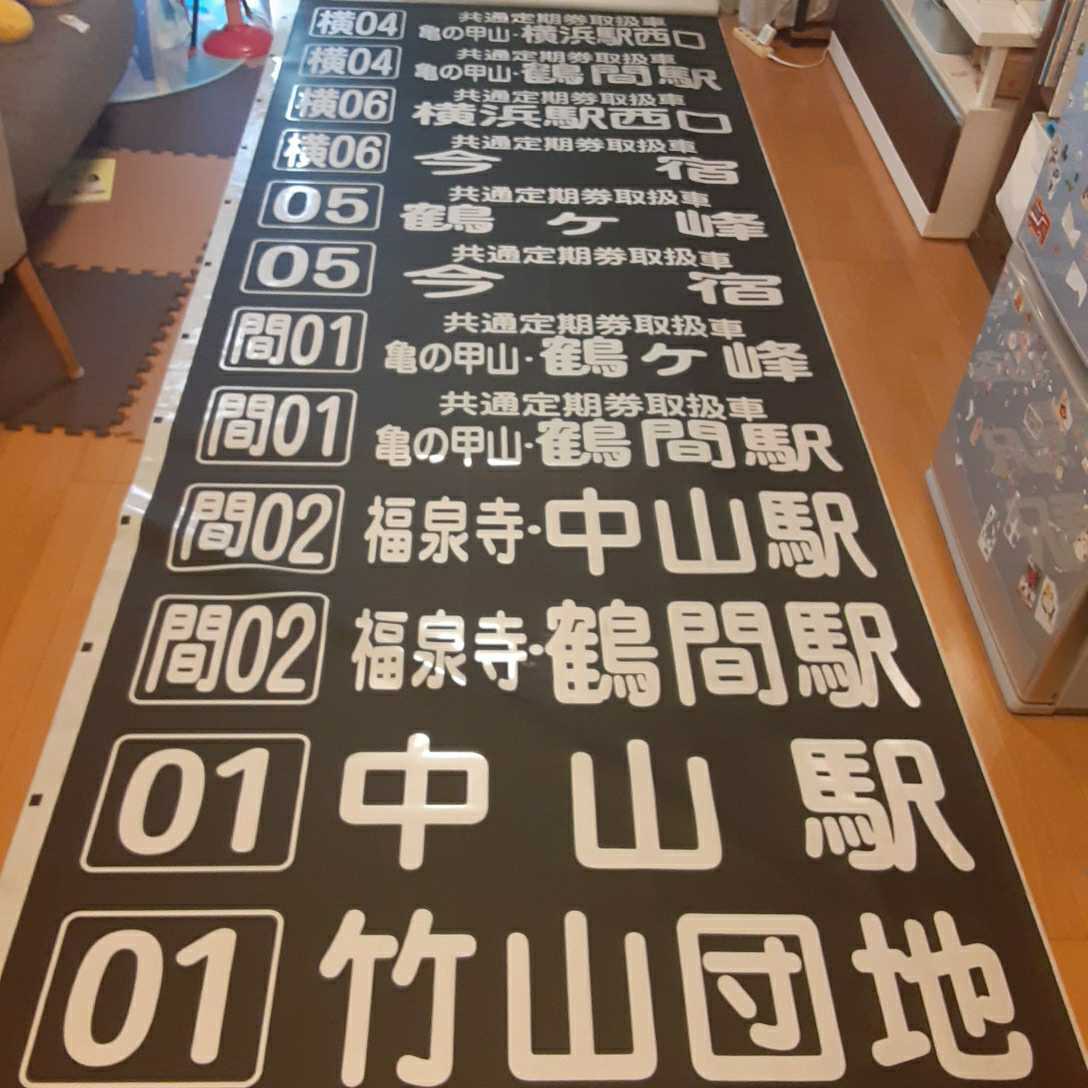 横04 共通定期券取扱車
亀の甲山・横浜駅西口
横04 共通定期券取扱車
亀の甲山・鶴間駅
横06 共通定期券取扱車
横浜駅西口
横06 共通定期券取扱車
今宿
05 共通定期券取扱車
鶴ヶ峰
05 共通定期券取扱車
今宿
間01 共通定期券取扱車
亀の甲山・鶴ヶ峰
間01 共通定期券取扱車
亀の甲山・鶴間駅
間02 福泉寺・中山駅
間02 福泉寺・鶴間駅
01 中山駅
01 竹山団地